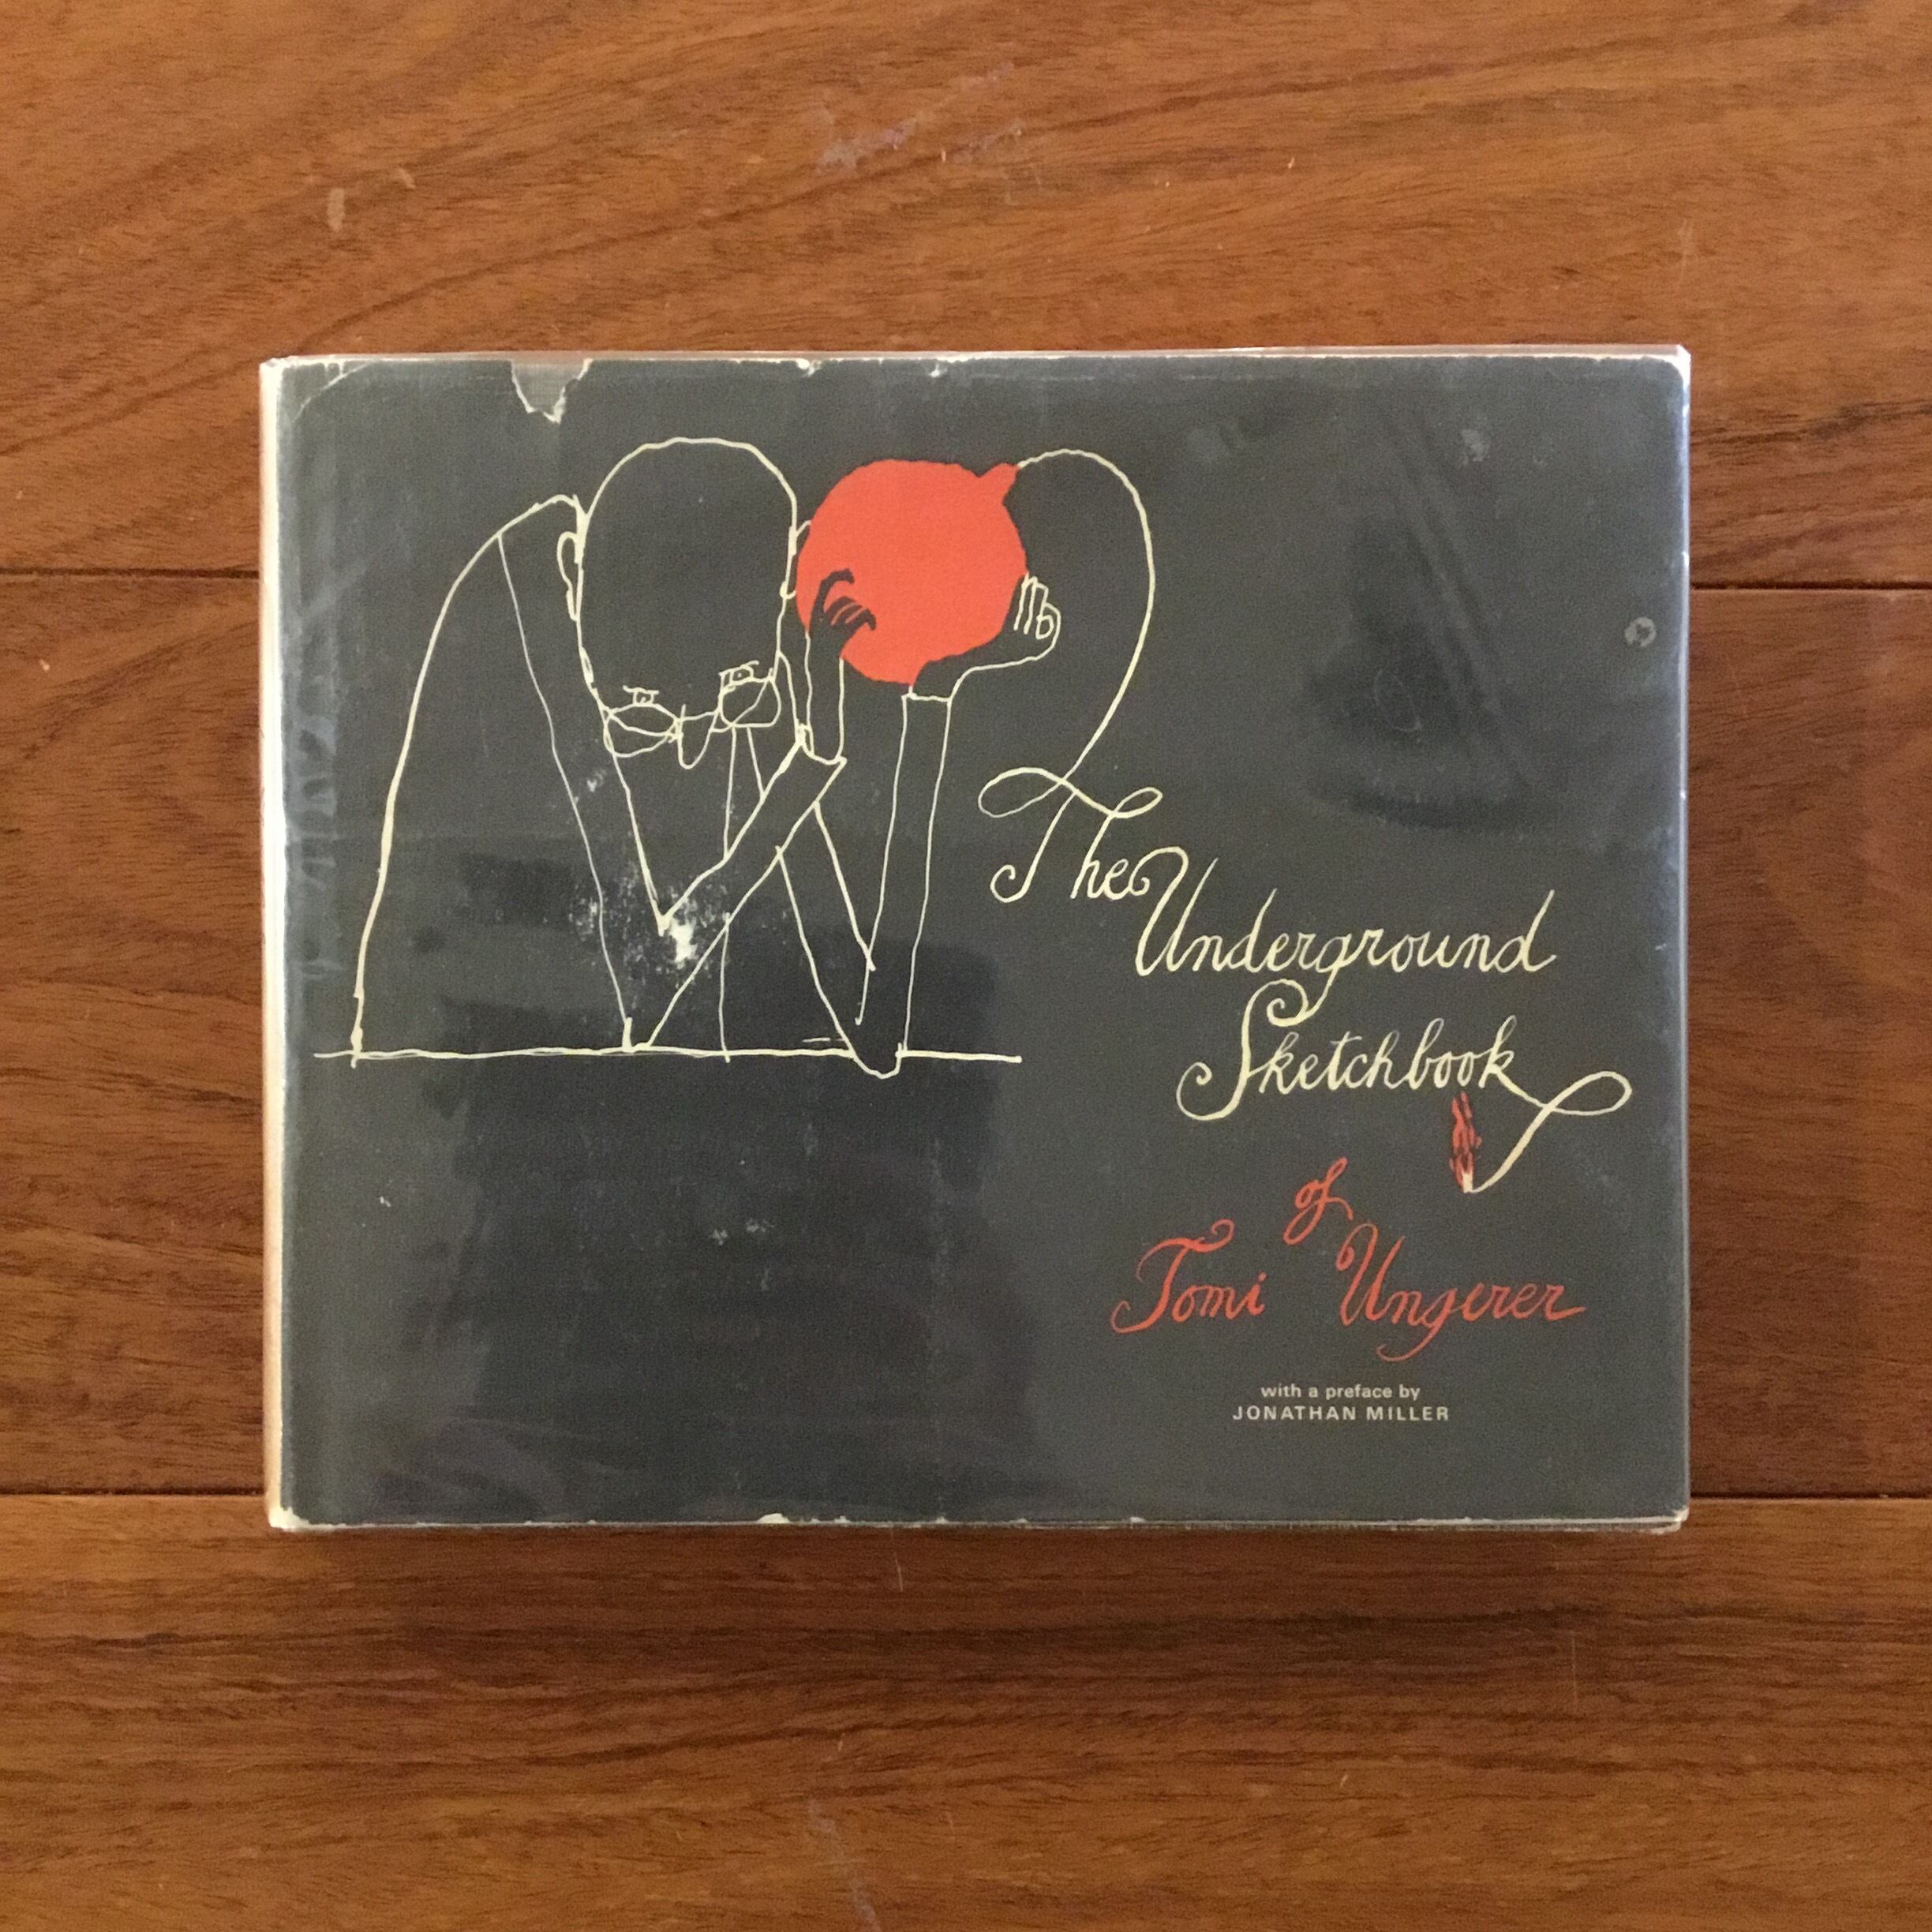 The
Underground
Sketchbook
of
Tomi Ungerer
with a preface by
JONATHAN MILLER